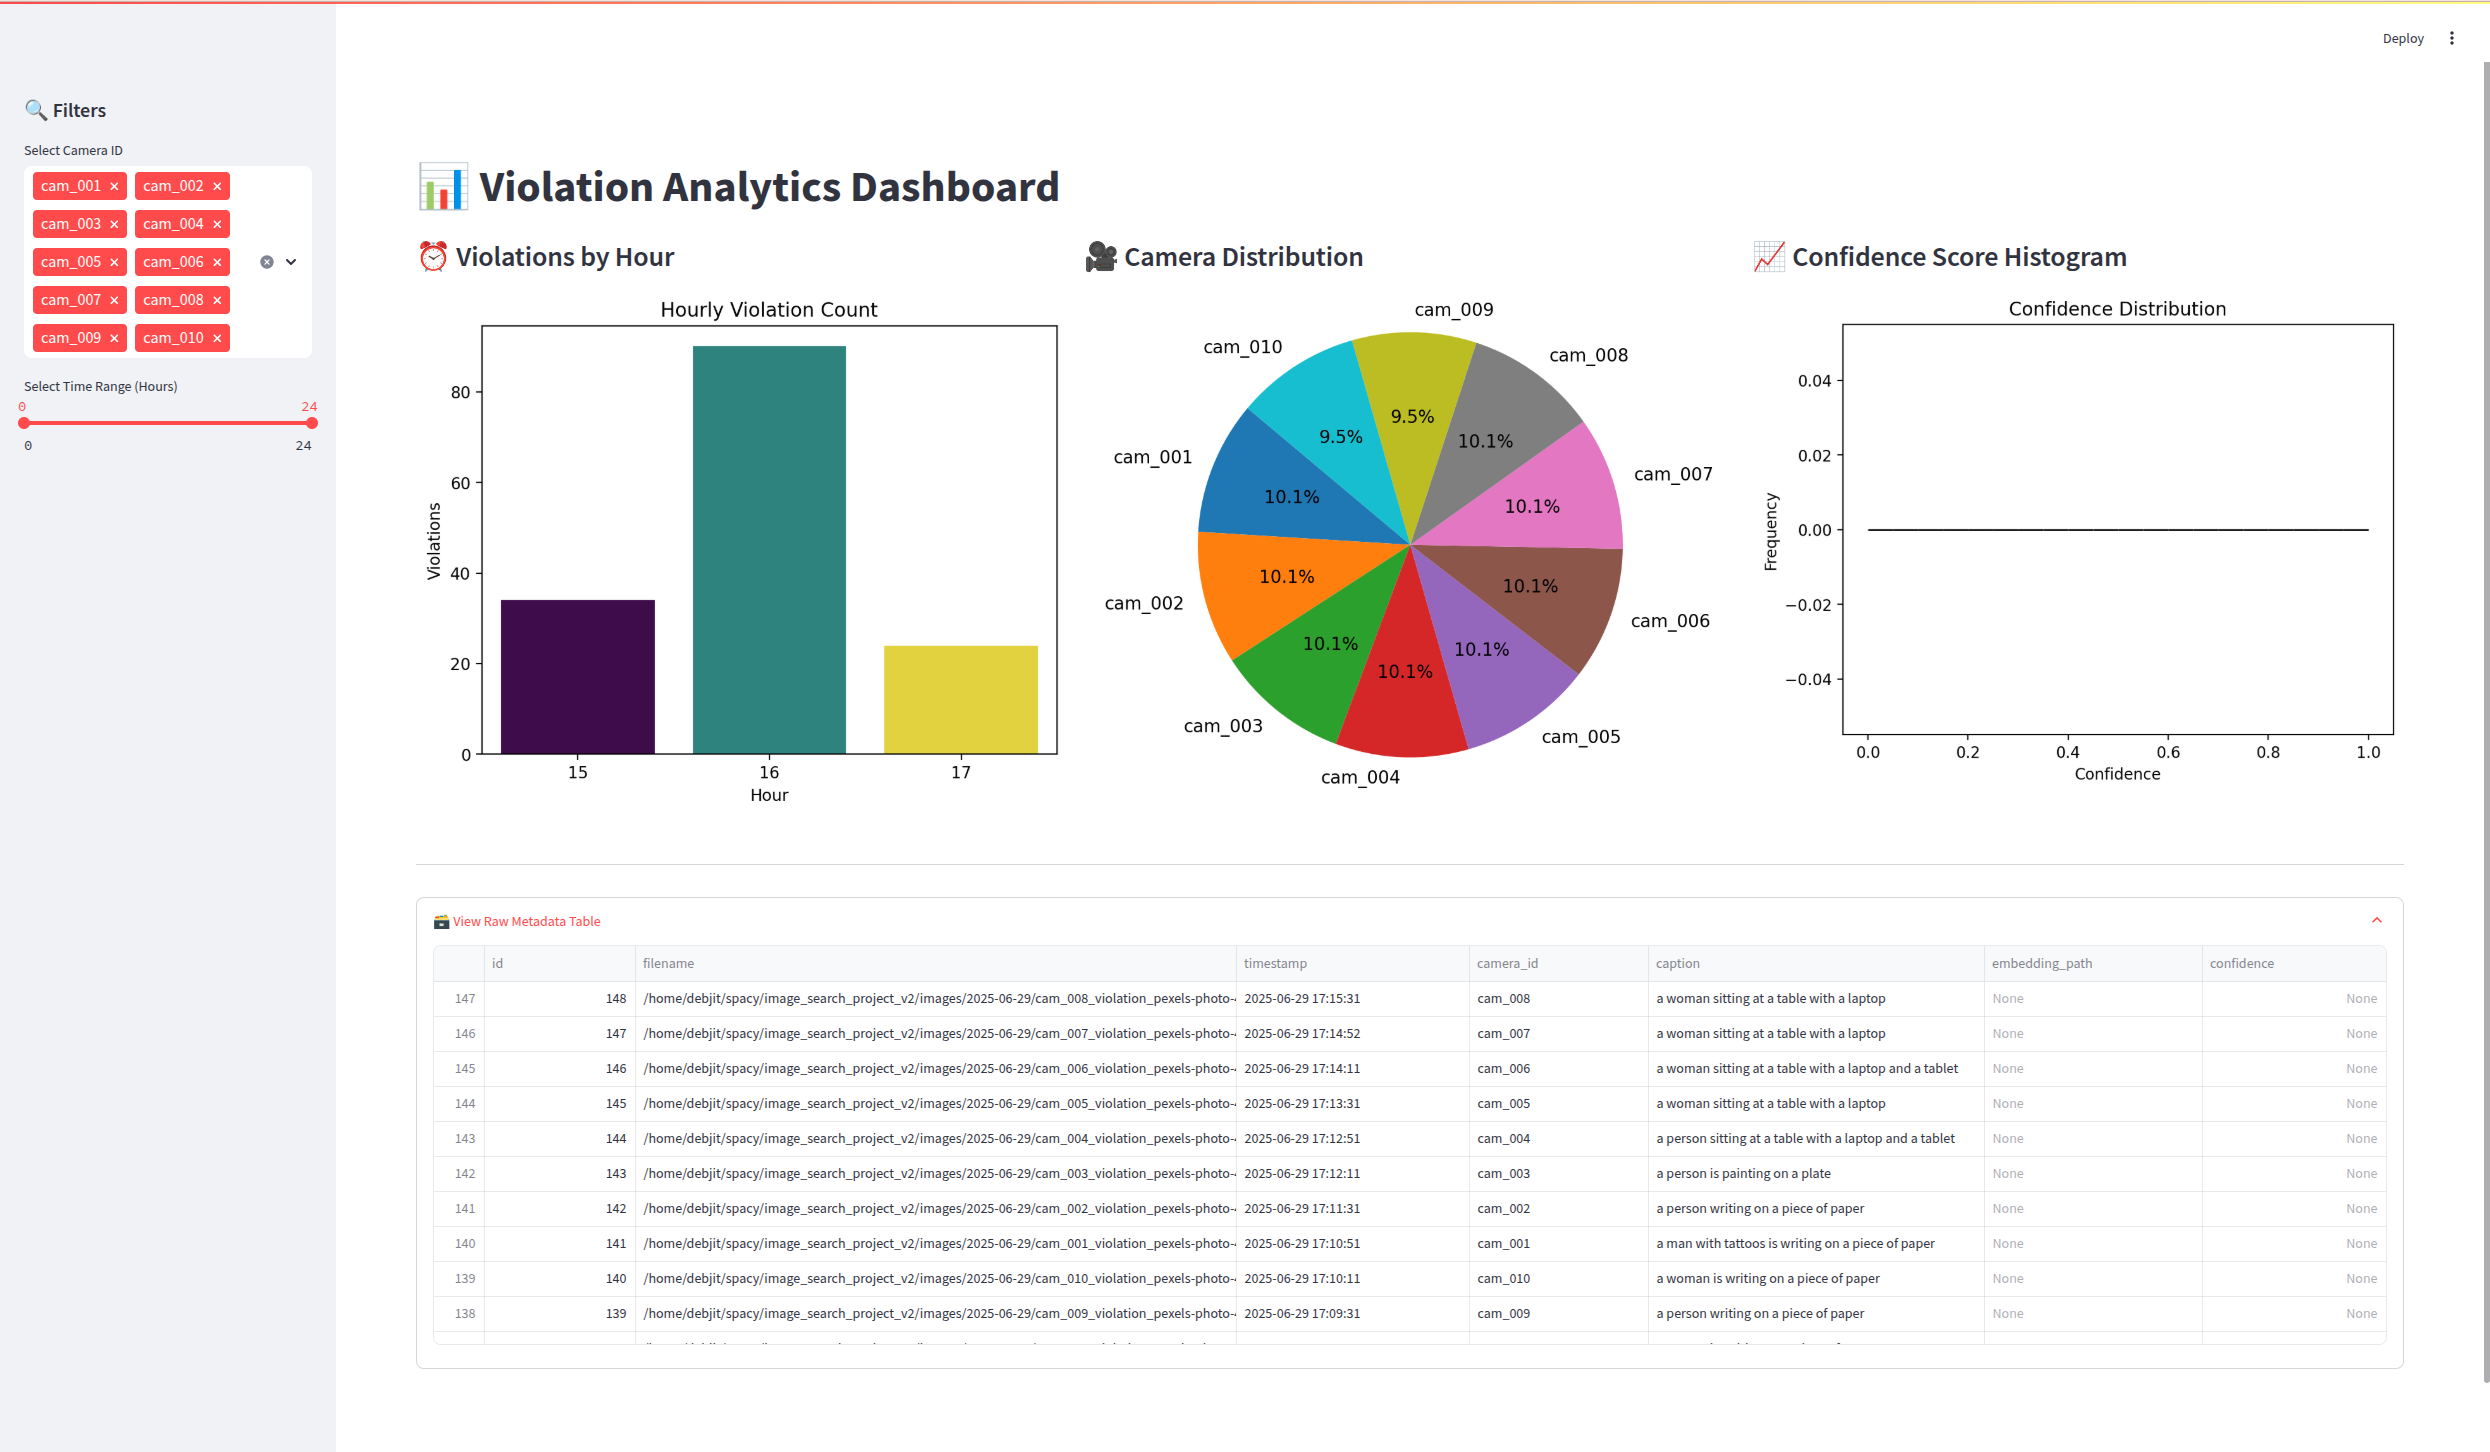 Deploy
Filters
Select Camera ID
cam_001 × cam_002 ×
cam_003 × cam_004 ×
cam_005 × cam_006 ×
cam_007 × cam_008 ×
cam_009 × cam_010 ×
Select Time Range (Hours)
0 24
0 24
Violation Analytics Dashboard
Violations by Hour
Hourly Violation Count
80
60
40
20
0
Violations
15 16 17
Hour
Camera Distribution
cam_009
cam_010
cam_008
9.5%
9.5%
10.1%
cam_001
cam_007
10.1%
10.1%
10.1%
10.1%
cam_002
cam_006
10.1%
10.1%
10.1%
cam_003
cam_005
cam_004
Confidence Score Histogram
Confidence Distribution
0.04
0.02
0.00
−0.02
−0.04
Frequency
0.0 0.2 0.4 0.6 0.8 1.0
Confidence
View Raw Metadata Table
id filename timestamp camera_id caption embedding_path confidence
147 148 /home/debjit/spacy/image_search_project_v2/images/2025-06-29/cam_008_violation_pexels-photo- 2025-06-29 17:15:31 cam_008 a woman sitting at a table with a laptop None None
146 147 /home/debjit/spacy/image_search_project_v2/images/2025-06-29/cam_007_violation_pexels-photo- 2025-06-29 17:14:52 cam_007 a woman sitting at a table with a laptop None None
145 146 /home/debjit/spacy/image_search_project_v2/images/2025-06-29/cam_006_violation_pexels-photo- 2025-06-29 17:14:11 cam_006 a woman sitting at a table with a laptop and a tablet None None
144 145 /home/debjit/spacy/image_search_project_v2/images/2025-06-29/cam_005_violation_pexels-photo- 2025-06-29 17:13:31 cam_005 a woman sitting at a table with a laptop None None
143 144 /home/debjit/spacy/image_search_project_v2/images/2025-06-29/cam_004_violation_pexels-photo- 2025-06-29 17:12:51 cam_004 a person sitting at a table with a laptop and a tablet None None
142 143 /home/debjit/spacy/image_search_project_v2/images/2025-06-29/cam_003_violation_pexels-photo- 2025-06-29 17:12:11 cam_003 a person is painting on a plate None None
141 142 /home/debjit/spacy/image_search_project_v2/images/2025-06-29/cam_002_violation_pexels-photo- 2025-06-29 17:11:31 cam_002 a person writing on a piece of paper None None
140 141 /home/debjit/spacy/image_search_project_v2/images/2025-06-29/cam_001_violation_pexels-photo- 2025-06-29 17:10:51 cam_001 a man with tattoos is writing on a piece of paper None None
139 140 /home/debjit/spacy/image_search_project_v2/images/2025-06-29/cam_010_violation_pexels-photo- 2025-06-29 17:10:11 cam_010 a woman is writing on a piece of paper None None
138 139 /home/debjit/spacy/image_search_project_v2/images/2025-06-29/cam_009_violation_pexels-photo- 2025-06-29 17:09:31 cam_009 a person writing on a piece of paper None None